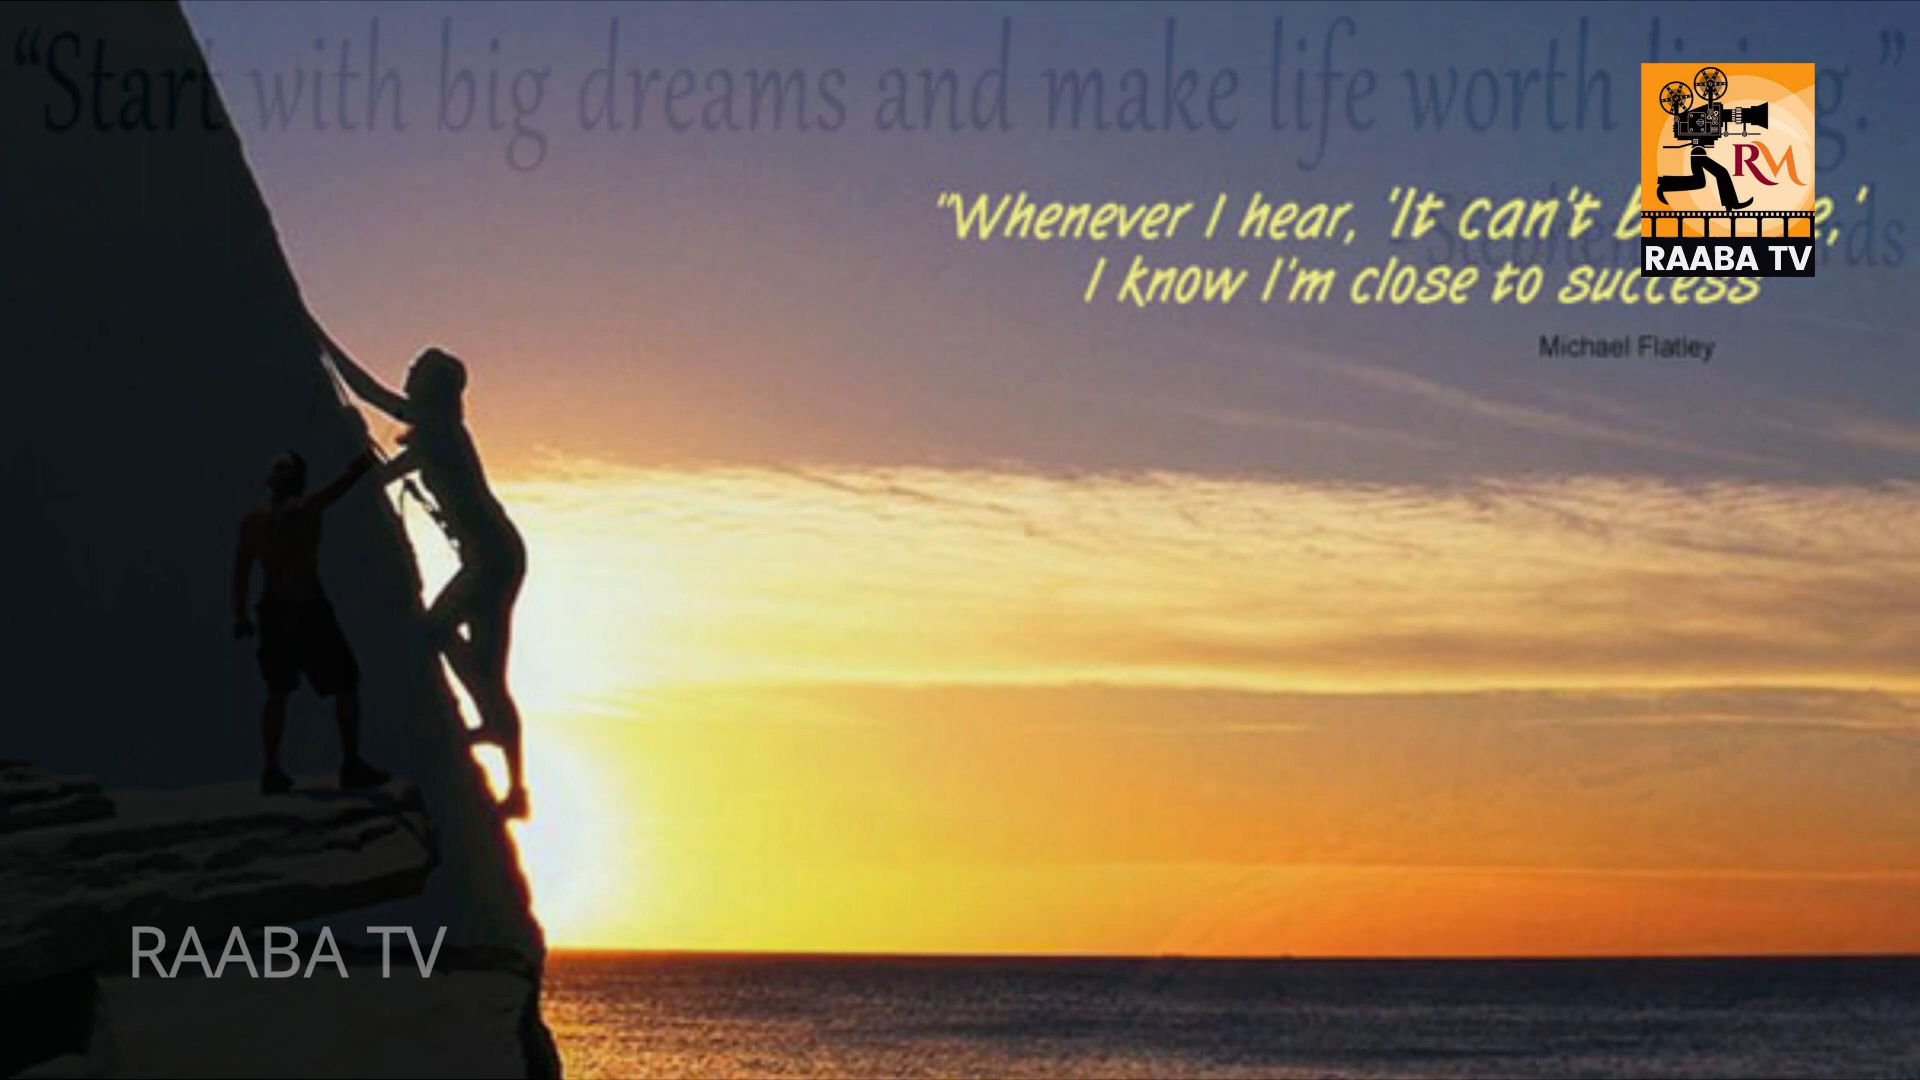 “Start with big dreams and make life worth living.”
"Whenever I hear, 'It can't b e,'
I know I'm close to success
Michael Flatley
RM
RAABA TV
RAABA TV